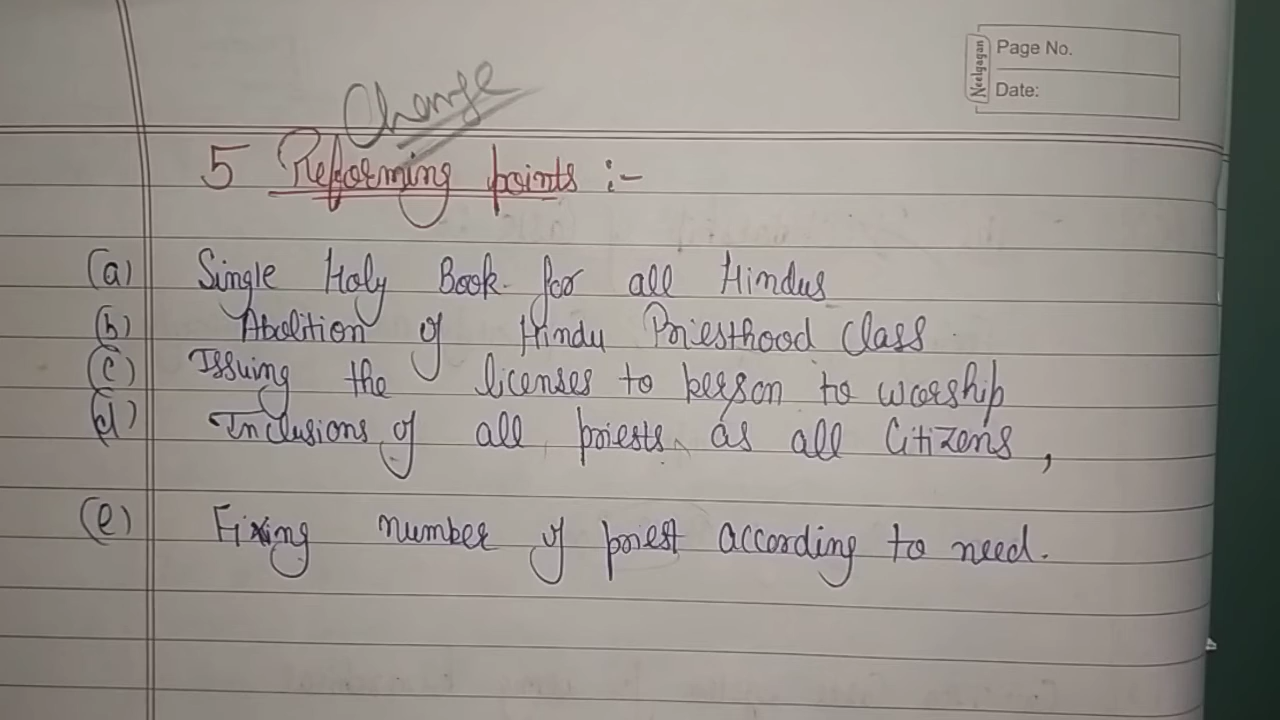 Neelgagan
Page No.
Date:
Change
5 Reforming points :-
(a) Single Holy Book for all Hindus
(b) Abolition of Hindu Priesthood Class
(c) Issuing the licenses to person to worship
(d) Inclusions of all priests as all Citizens,
(e) Fixing number of priest according to need.